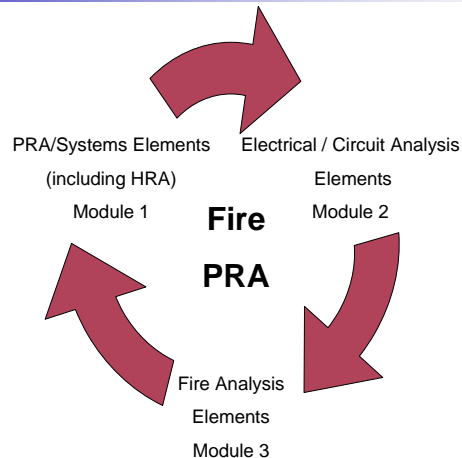 PRA/Systems Elements
(including HRA)
Module 1
Electrical / Circuit Analysis
Elements
Module 2
Fire
PRA
Fire Analysis
Elements
Module 3